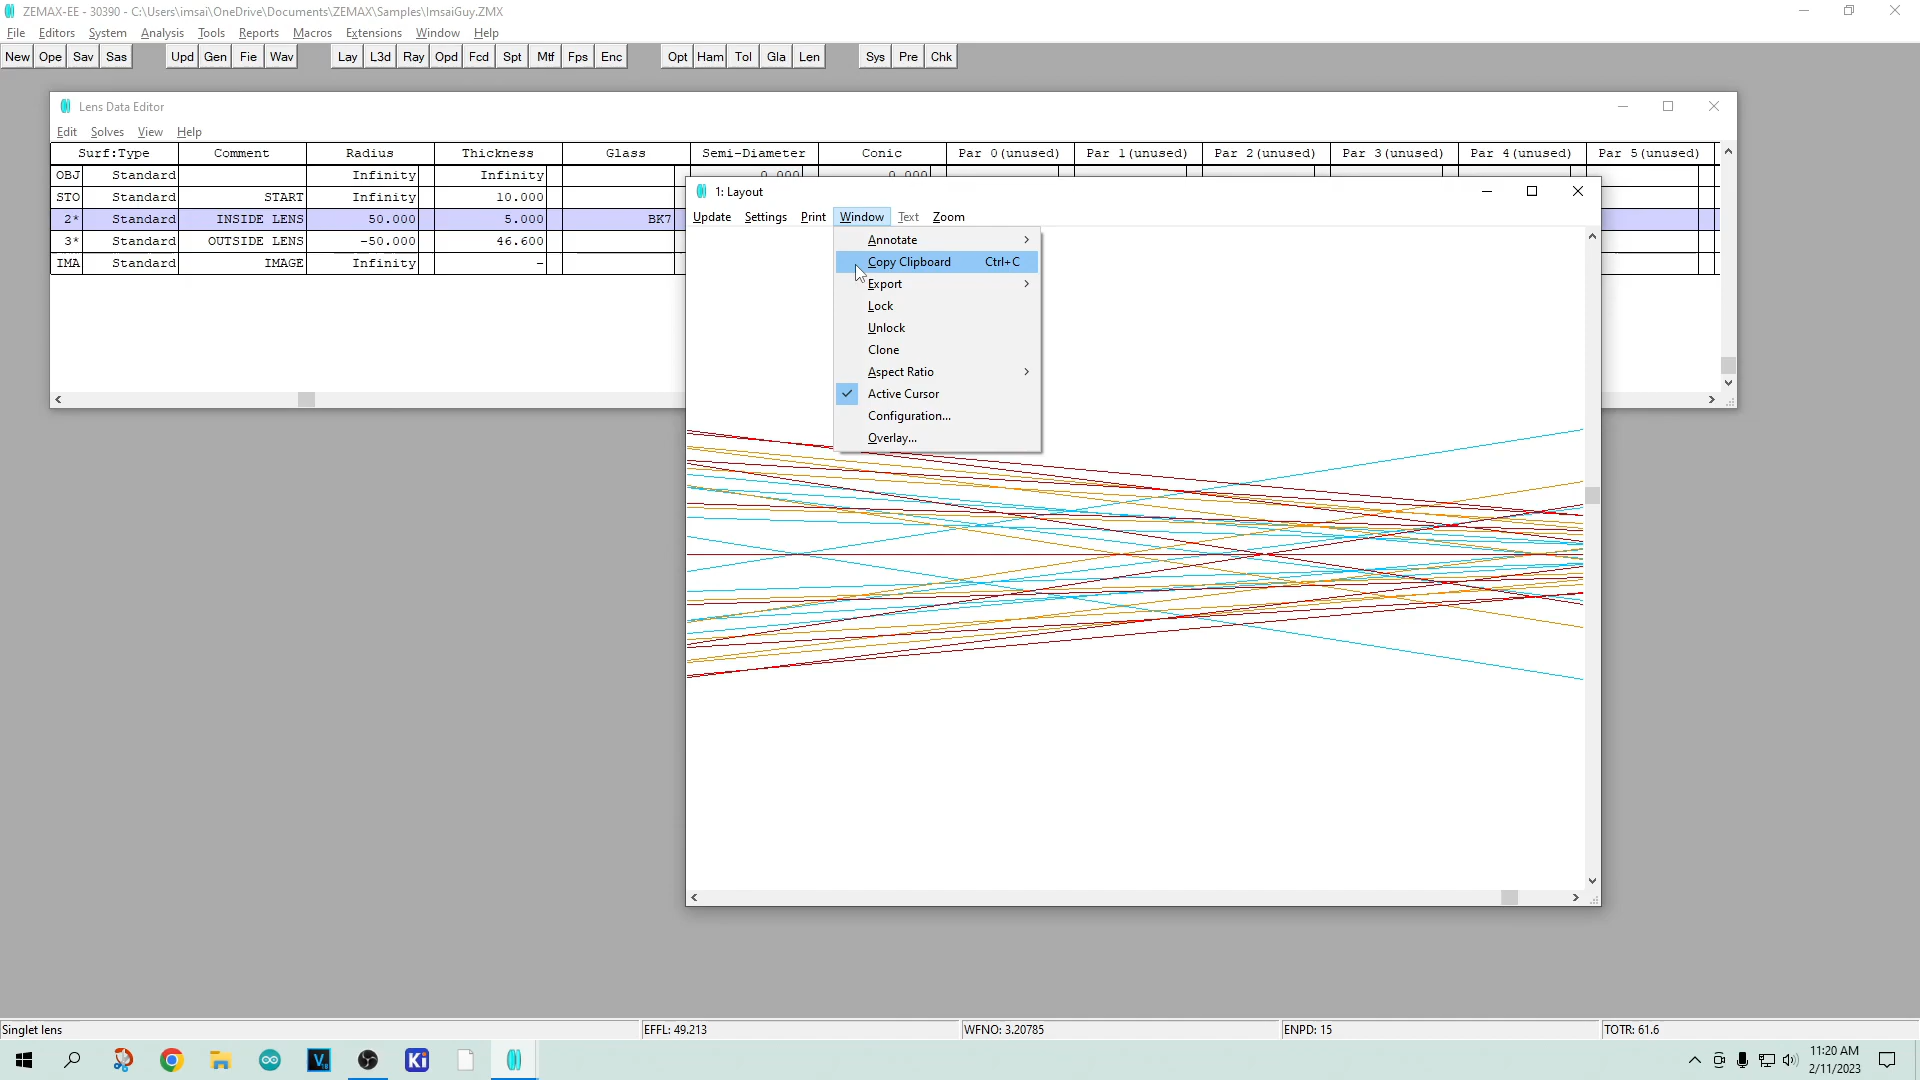 ZEMAX-EE - 30390 - C:\Users\imsai\OneDrive\Documents\ZEMAX\Samples\ImsaiGuy.ZMX
File Editors System Analysis Tools Reports Macros Extensions Window Help
New Ope Sav Sas Upd Gen Fie Wav Lay L3d Ray Opd Fcd Spt Mtf Fps Enc Opt Ham Tol Gla Len Sys Pre Chk
Lens Data Editor
Edit Solves View Help
Surf:Type Comment Radius Thickness Glass Semi-Diameter Conic Par 0(unused) Par 1(unused) Par 2(unused) Par 3(unused) Par 4(unused) Par 5(unused)
OBJ Standard Infinity Infinity 0.000 0.000
STO Standard START Infinity 10.000
2* Standard INSIDE LENS 50.000 5.000 BK7
3* Standard OUTSIDE LENS -50.000 46.600
IMA Standard IMAGE Infinity -
1: Layout
Update Settings Print Window Text Zoom
Annotate
Copy Clipboard Ctrl+C
Export
Lock
Unlock
Clone
Aspect Ratio
Active Cursor
Configuration...
Overlay...
Singlet lens EFFL: 49.213 WFNO: 3.20785 ENPD: 15 TOTR: 61.6
Ki
11:20 AM
2/11/2023